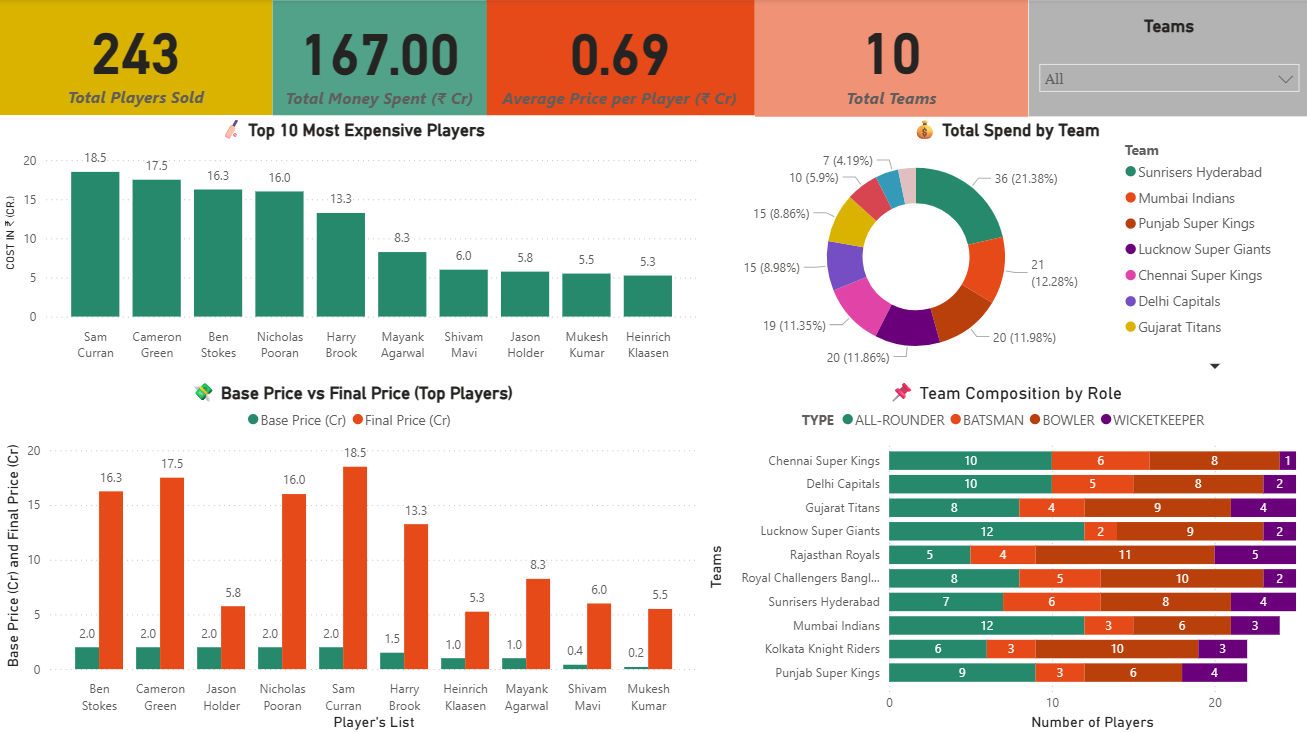 243
Total Players Sold
167.00
Total Money Spent (₹ Cr)
0.69
Average Price per Player (₹ Cr)
10
Total Teams
Teams
All
Top 10 Most Expensive Players
COST IN ₹ (CR.)
20
15
10
5
0
18.5
17.5
16.3
16.0
13.3
8.3
6.0
5.8
5.5
5.3
Sam Curran
Cameron Green
Ben Stokes
Nicholas Pooran
Harry Brook
Mayank Agarwal
Shivam Mavi
Jason Holder
Mukesh Kumar
Heinrich Klaasen
Total Spend by Team
36 (21.38%)
21 (12.28%)
20 (11.98%)
20 (11.86%)
19 (11.35%)
15 (8.98%)
15 (8.86%)
10 (5.9%)
7 (4.19%)
Team
Sunrisers Hyderabad
Mumbai Indians
Punjab Super Kings
Lucknow Super Giants
Chennai Super Kings
Delhi Capitals
Gujarat Titans
Base Price vs Final Price (Top Players)
Base Price (Cr) Final Price (Cr)
Base Price (Cr) and Final Price (Cr)
20
15
10
5
0
2.0 16.3
2.0 17.5
2.0 5.8
2.0 16.0
2.0 18.5
1.5 13.3
1.0 5.3
1.0 8.3
0.4 6.0
0.2 5.5
Ben Stokes
Cameron Green
Jason Holder
Nicholas Pooran
Sam Curran
Harry Brook
Heinrich Klaasen
Mayank Agarwal
Shivam Mavi
Mukesh Kumar
Player's List
Team Composition by Role
TYPE ALL-ROUNDER BATSMAN BOWLER WICKETKEEPER
Teams
Chennai Super Kings 10 6 8 1
Delhi Capitals 10 5 8 2
Gujarat Titans 8 4 9 4
Lucknow Super Giants 12 2 9 2
Rajasthan Royals 5 4 11 5
Royal Challengers Bangl... 8 5 10 2
Sunrisers Hyderabad 7 6 8 4
Mumbai Indians 12 3 6 3
Kolkata Knight Riders 6 3 10 3
Punjab Super Kings 9 3 6 4
0 10 20
Number of Players